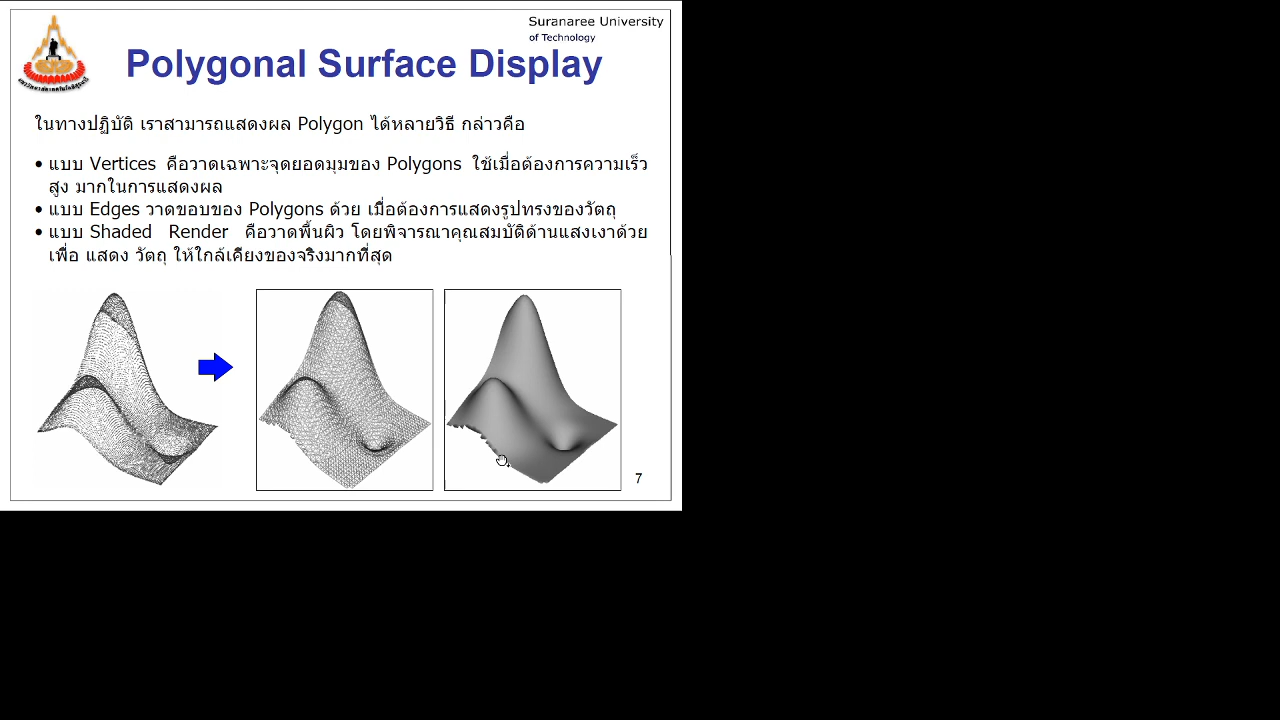 Suranaree University
of Technology
Polygonal Surface Display
ในทางปฏิบัติ เราสามารถแสดงผล Polygon ได้หลายวิธี กล่าวคือ
• แบบ Vertices คือวาดเฉพาะจุดยอดมุมของ Polygons ใช้เมื่อต้องการความเร็ว
สูง มากในการแสดงผล
• แบบ Edges วาดขอบของ Polygons ด้วย เมื่อต้องการแสดงรูปทรงของวัตถุ
• แบบ Shaded Render คือวาดพื้นผิว โดยพิจารณาคุณสมบัติด้านแสงเงาด้วย
เพื่อ แสดง วัตถุ ให้ใกล้เคียงของจริงมากที่สุด
7